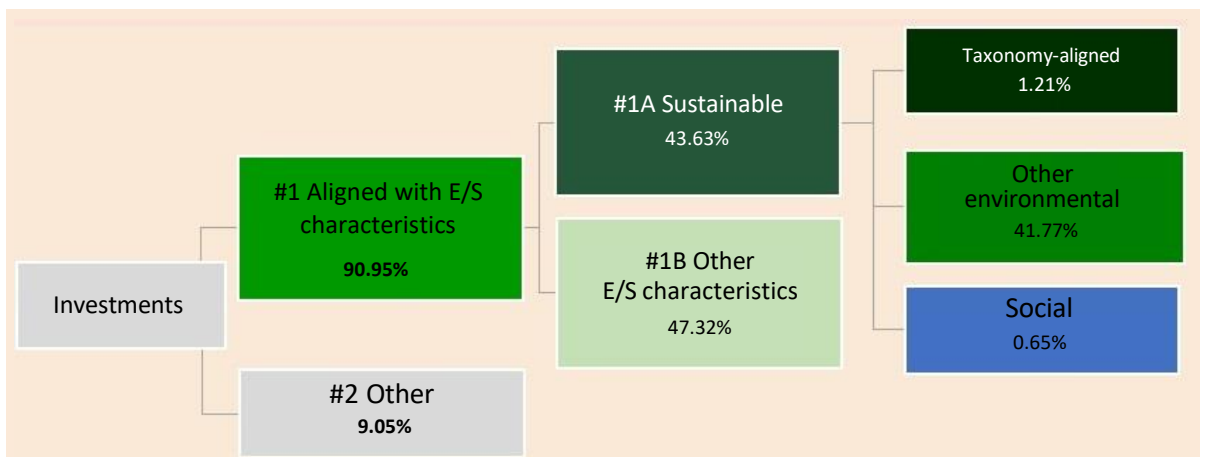 Investments
#1 Aligned with E/S
characteristics
90.95%
#2 Other
9.05%
#1A Sustainable
43.63%
#1B Other
E/S characteristics
47.32%
Taxonomy-aligned
1.21%
Other
environmental
41.77%
Social
0.65%